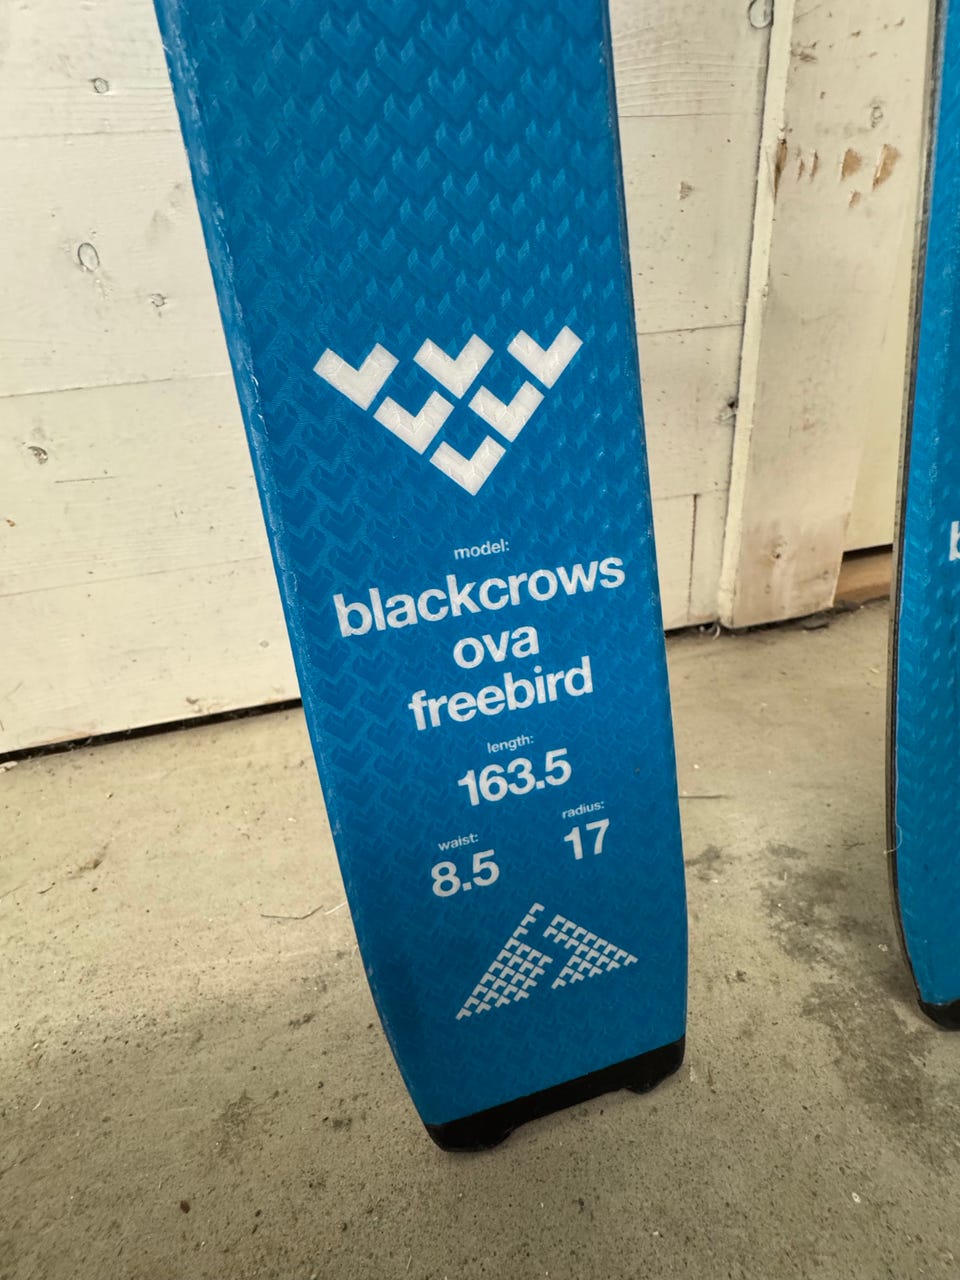 model:
blackcrows
ova
freebird
length:
163.5
waist: radius:
8.5 17
b